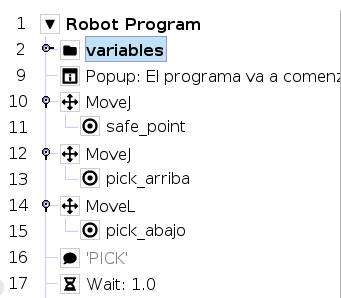 1 Robot Program
2 variables
9 Popup: El programa va a comenz
10 MoveJ
11 safe_point
12 MoveJ
13 pick_arriba
14 MoveL
15 pick_abajo
16 'PICK'
17 Wait: 1.0